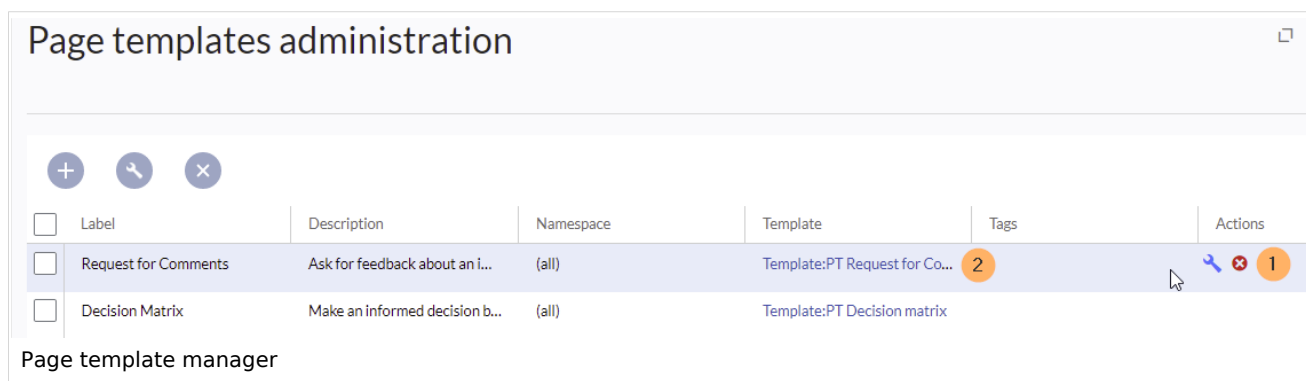 Page templates administration
Label Description Namespace Template Tags Actions
Request for Comments Ask for feedback about an i... (all) Template:PT Request for Co... 2 1
Decision Matrix Make an informed decision b... (all) Template:PT Decision matrix
Page template manager